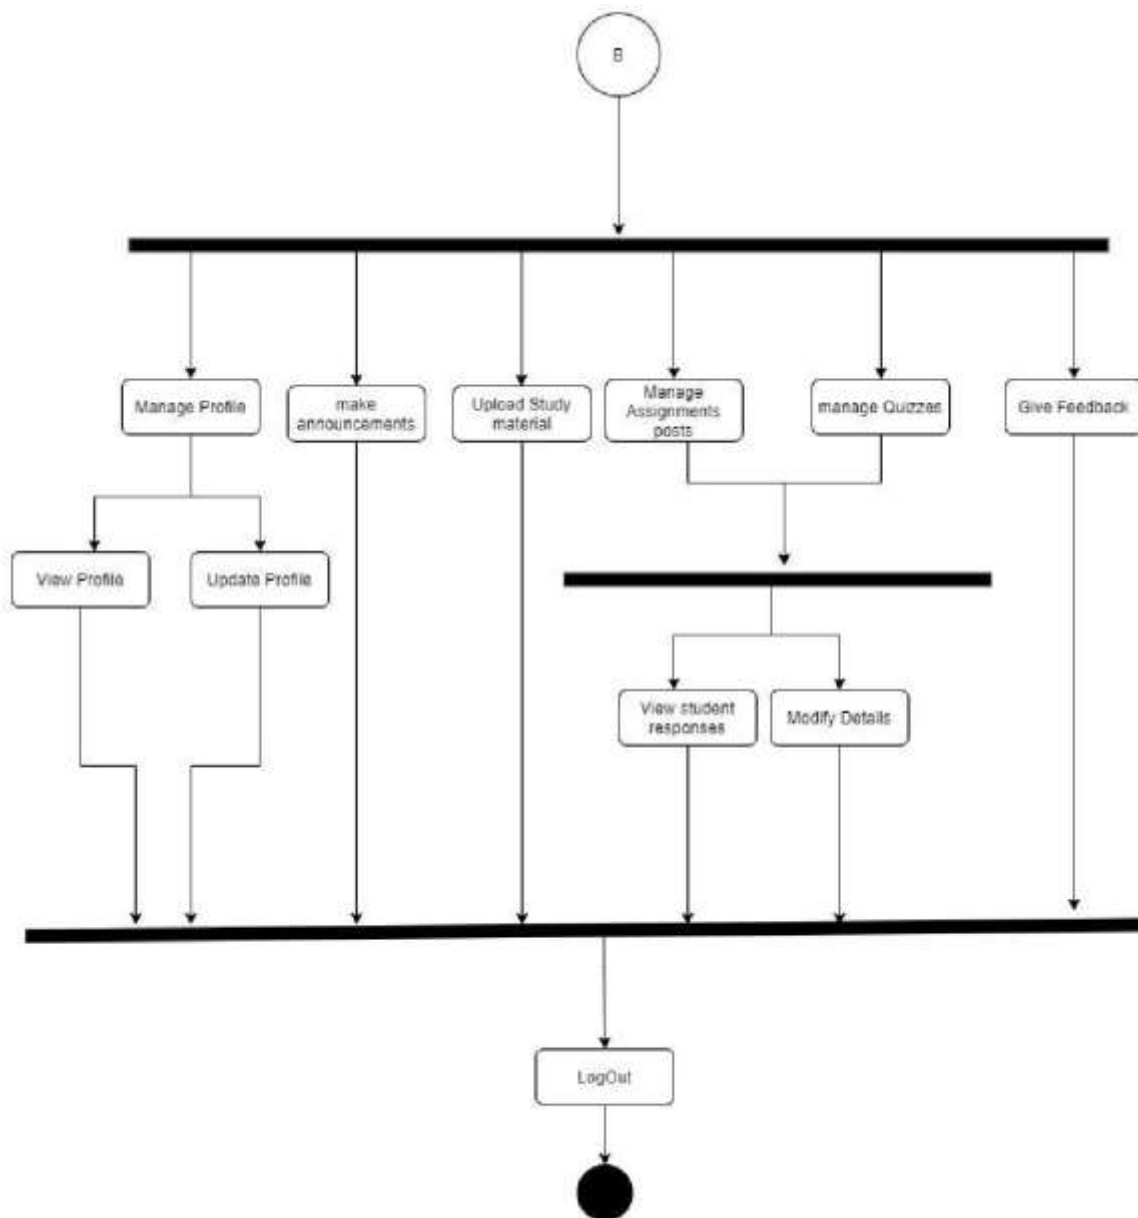 B
Manage Profile
make
announcements
Upload Study
material
Manage
Assignments
posts
manage Quizzes
Give Feedback
View Profile
Update Profile
View student
responses
Modify Details
LogOut